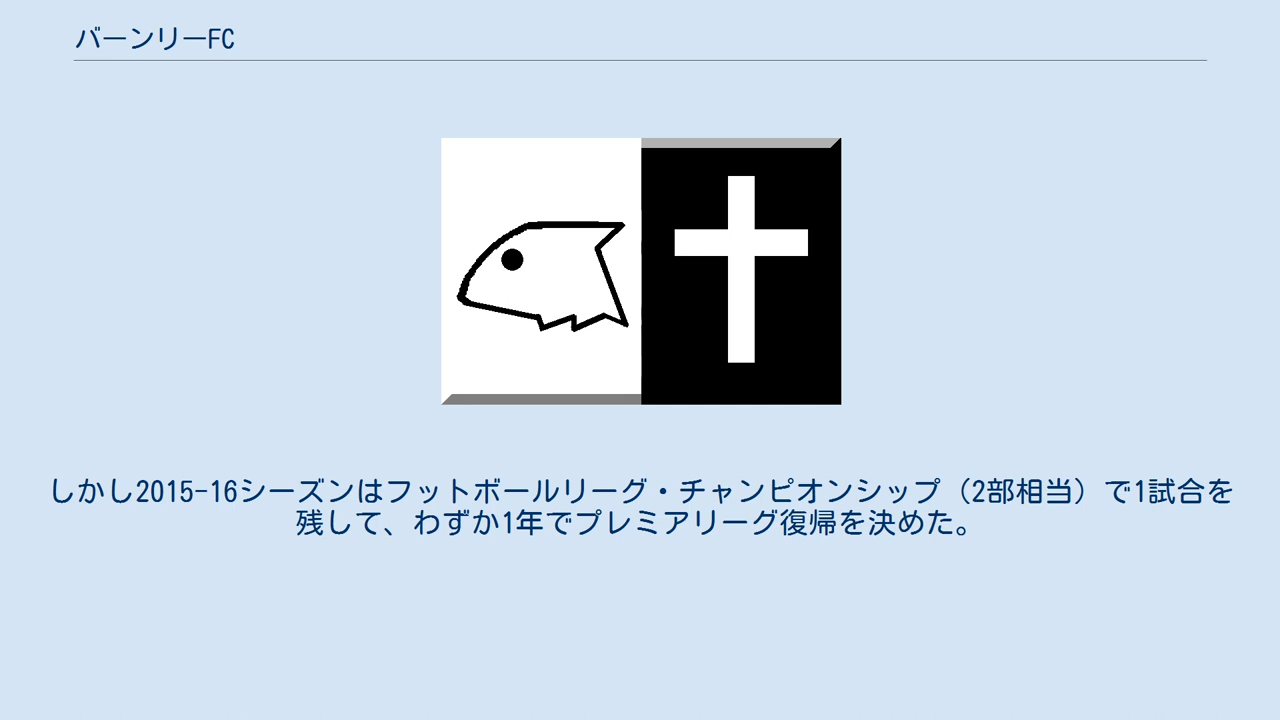 バーンリーFC
しかし2015-16シーズンはフットボールリーグ・チャンピオンシップ（2部相当）で1試合を
残して、わずか1年でプレミアリーグ復帰を決めた。